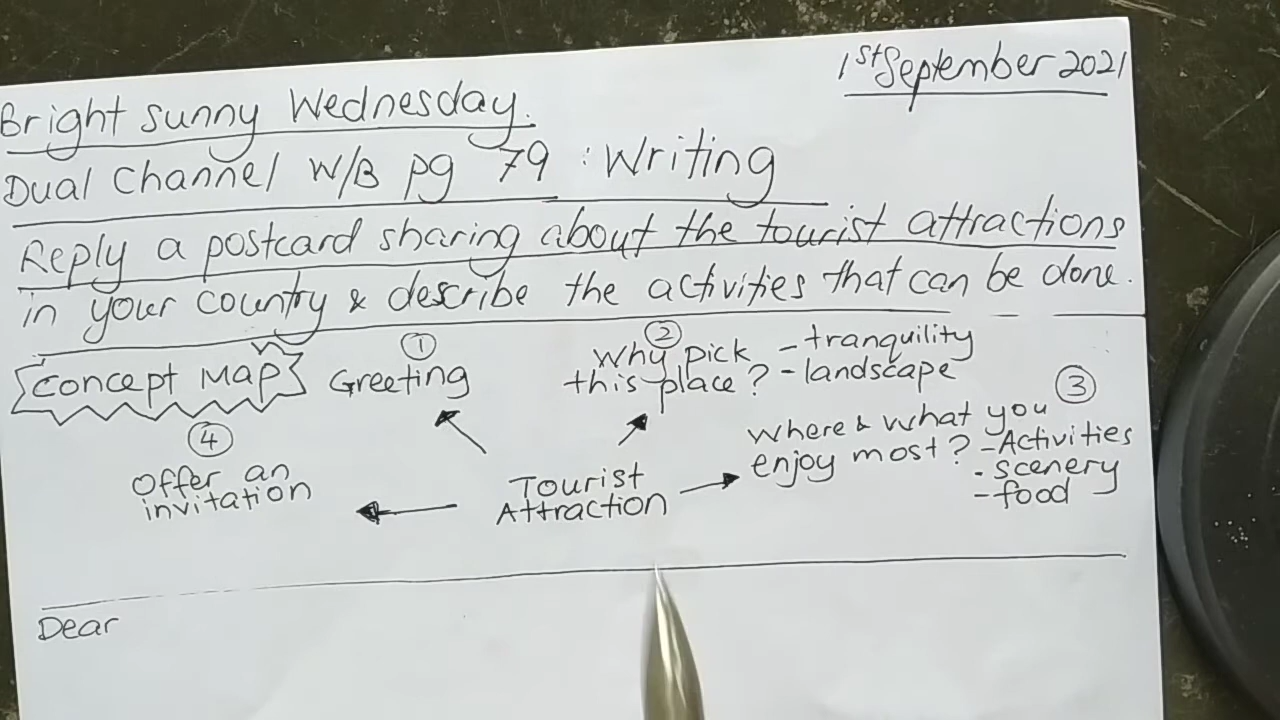 1st September 2021
Bright sunny Wednesday.
Dual Channel W/B pg 79 : Writing
Reply a postcard sharing about the tourist attractions
in your country & describe the activities that can be done.
Concept Map
1
Greeting
2
Why pick
this place?
- tranquility
- landscape
3
Where & what you
enjoy most?
- Activities
- scenery
- food
4
Offer an
invitation
Tourist
Attraction
Dear